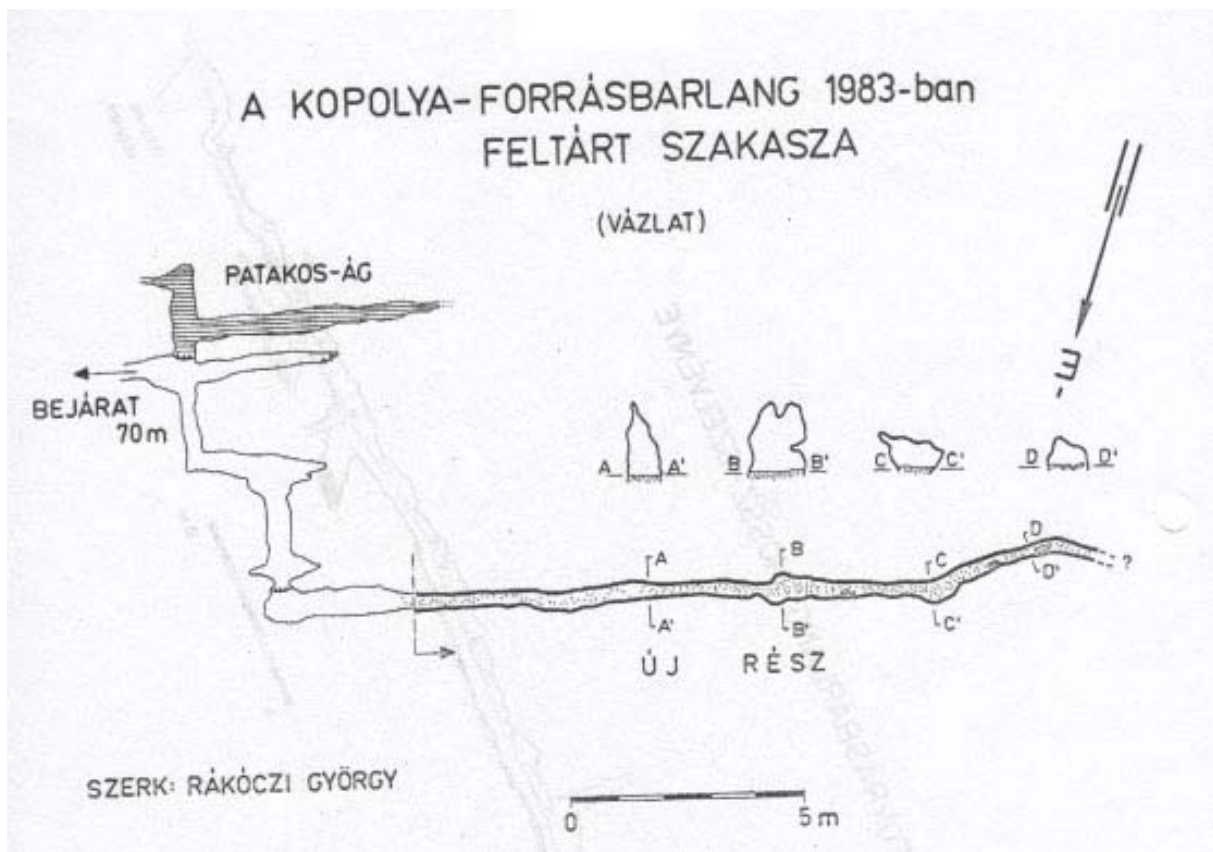 A KOPOLYA-FORRÁSBARLANG 1983-ban
FELTÁRT SZAKASZA
(VÁZLAT)
PATAKOS-ÁG
BEJÁRAT
70 m
É
A A'
B B'
C C'
D D'
A
B
C
D
D'
?
A'
B'
C'
ÚJ RÉSZ
SZERK: RÁKÓCZI GYÖRGY
0 5 m